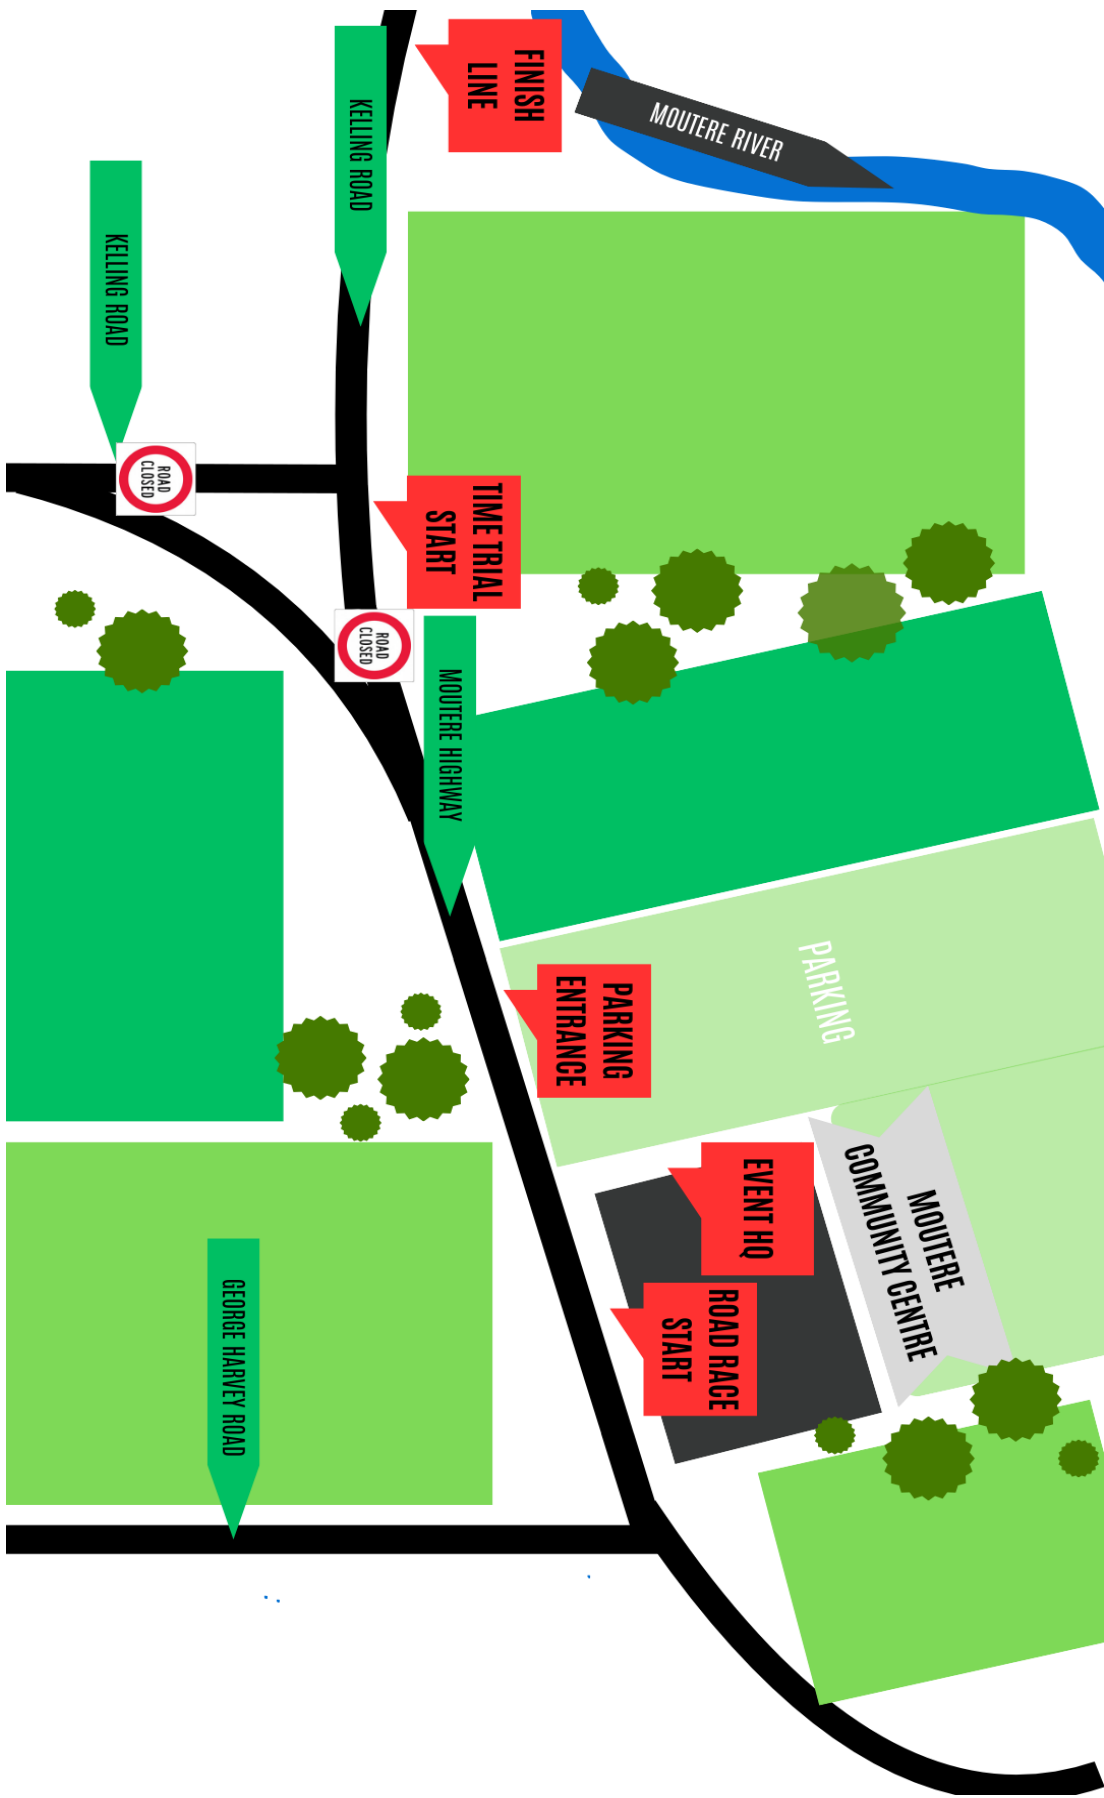 FINISH
LINE
MOUTERE RIVER
KELLING ROAD
KELLING ROAD
ROAD
CLOSED
TIME TRIAL
START
ROAD
CLOSED
MOUTERE HIGHWAY
PARKING
PARKING
ENTRANCE
EVENT HQ
MOUTERE
COMMUNITY CENTRE
ROAD RACE
START
GEORGE HARVEY ROAD